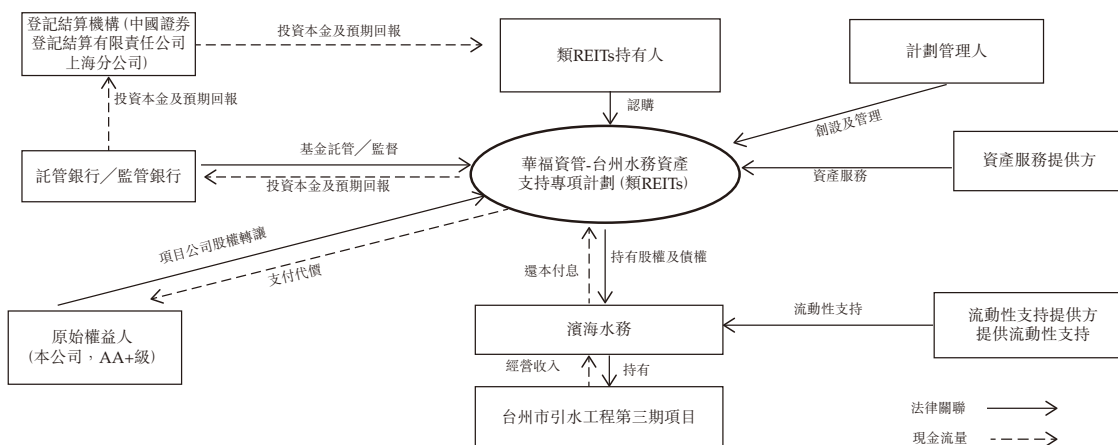 登記結算機構 (中國證券
登記結算有限責任公司
上海分公司)
投資本金及預期回報
類REITs持有人
計劃管理人
投資本金及預期回報
認購
創設及管理
託管銀行／監管銀行
基金託管／監督
投資本金及預期回報
華福資管-台州水務資產
支持專項計劃 (類REITs)
資產服務
資產服務提供方
項目公司股權轉讓
支付代價
還本付息
持有股權及債權
原始權益人
(本公司，AA+級)
濱海水務
流動性支持
流動性支持提供方
提供流動性支持
經營收入
持有
台州市引水工程第三期項目
法律關聯
現金流量